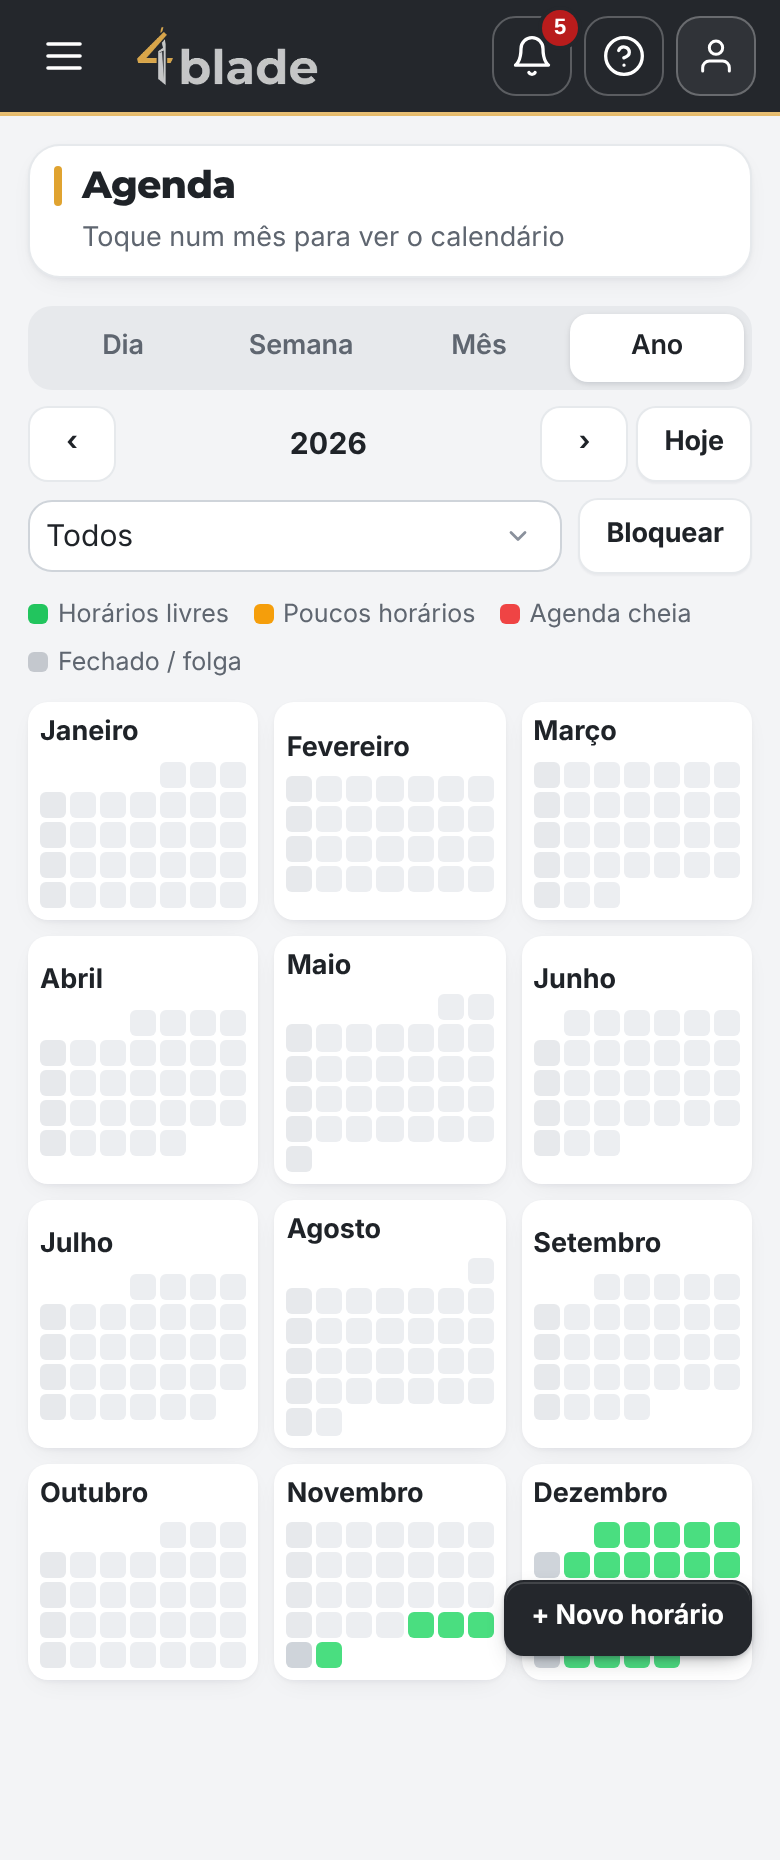 4blade
5
Agenda
Toque num mês para ver o calendário
Dia Semana Mês Ano
‹ 2026 › Hoje
Todos Bloquear
Horários livres Poucos horários Agenda cheia
Fechado / folga
Janeiro Fevereiro Março
Abril Maio Junho
Julho Agosto Setembro
Outubro Novembro Dezembro
+ Novo horário